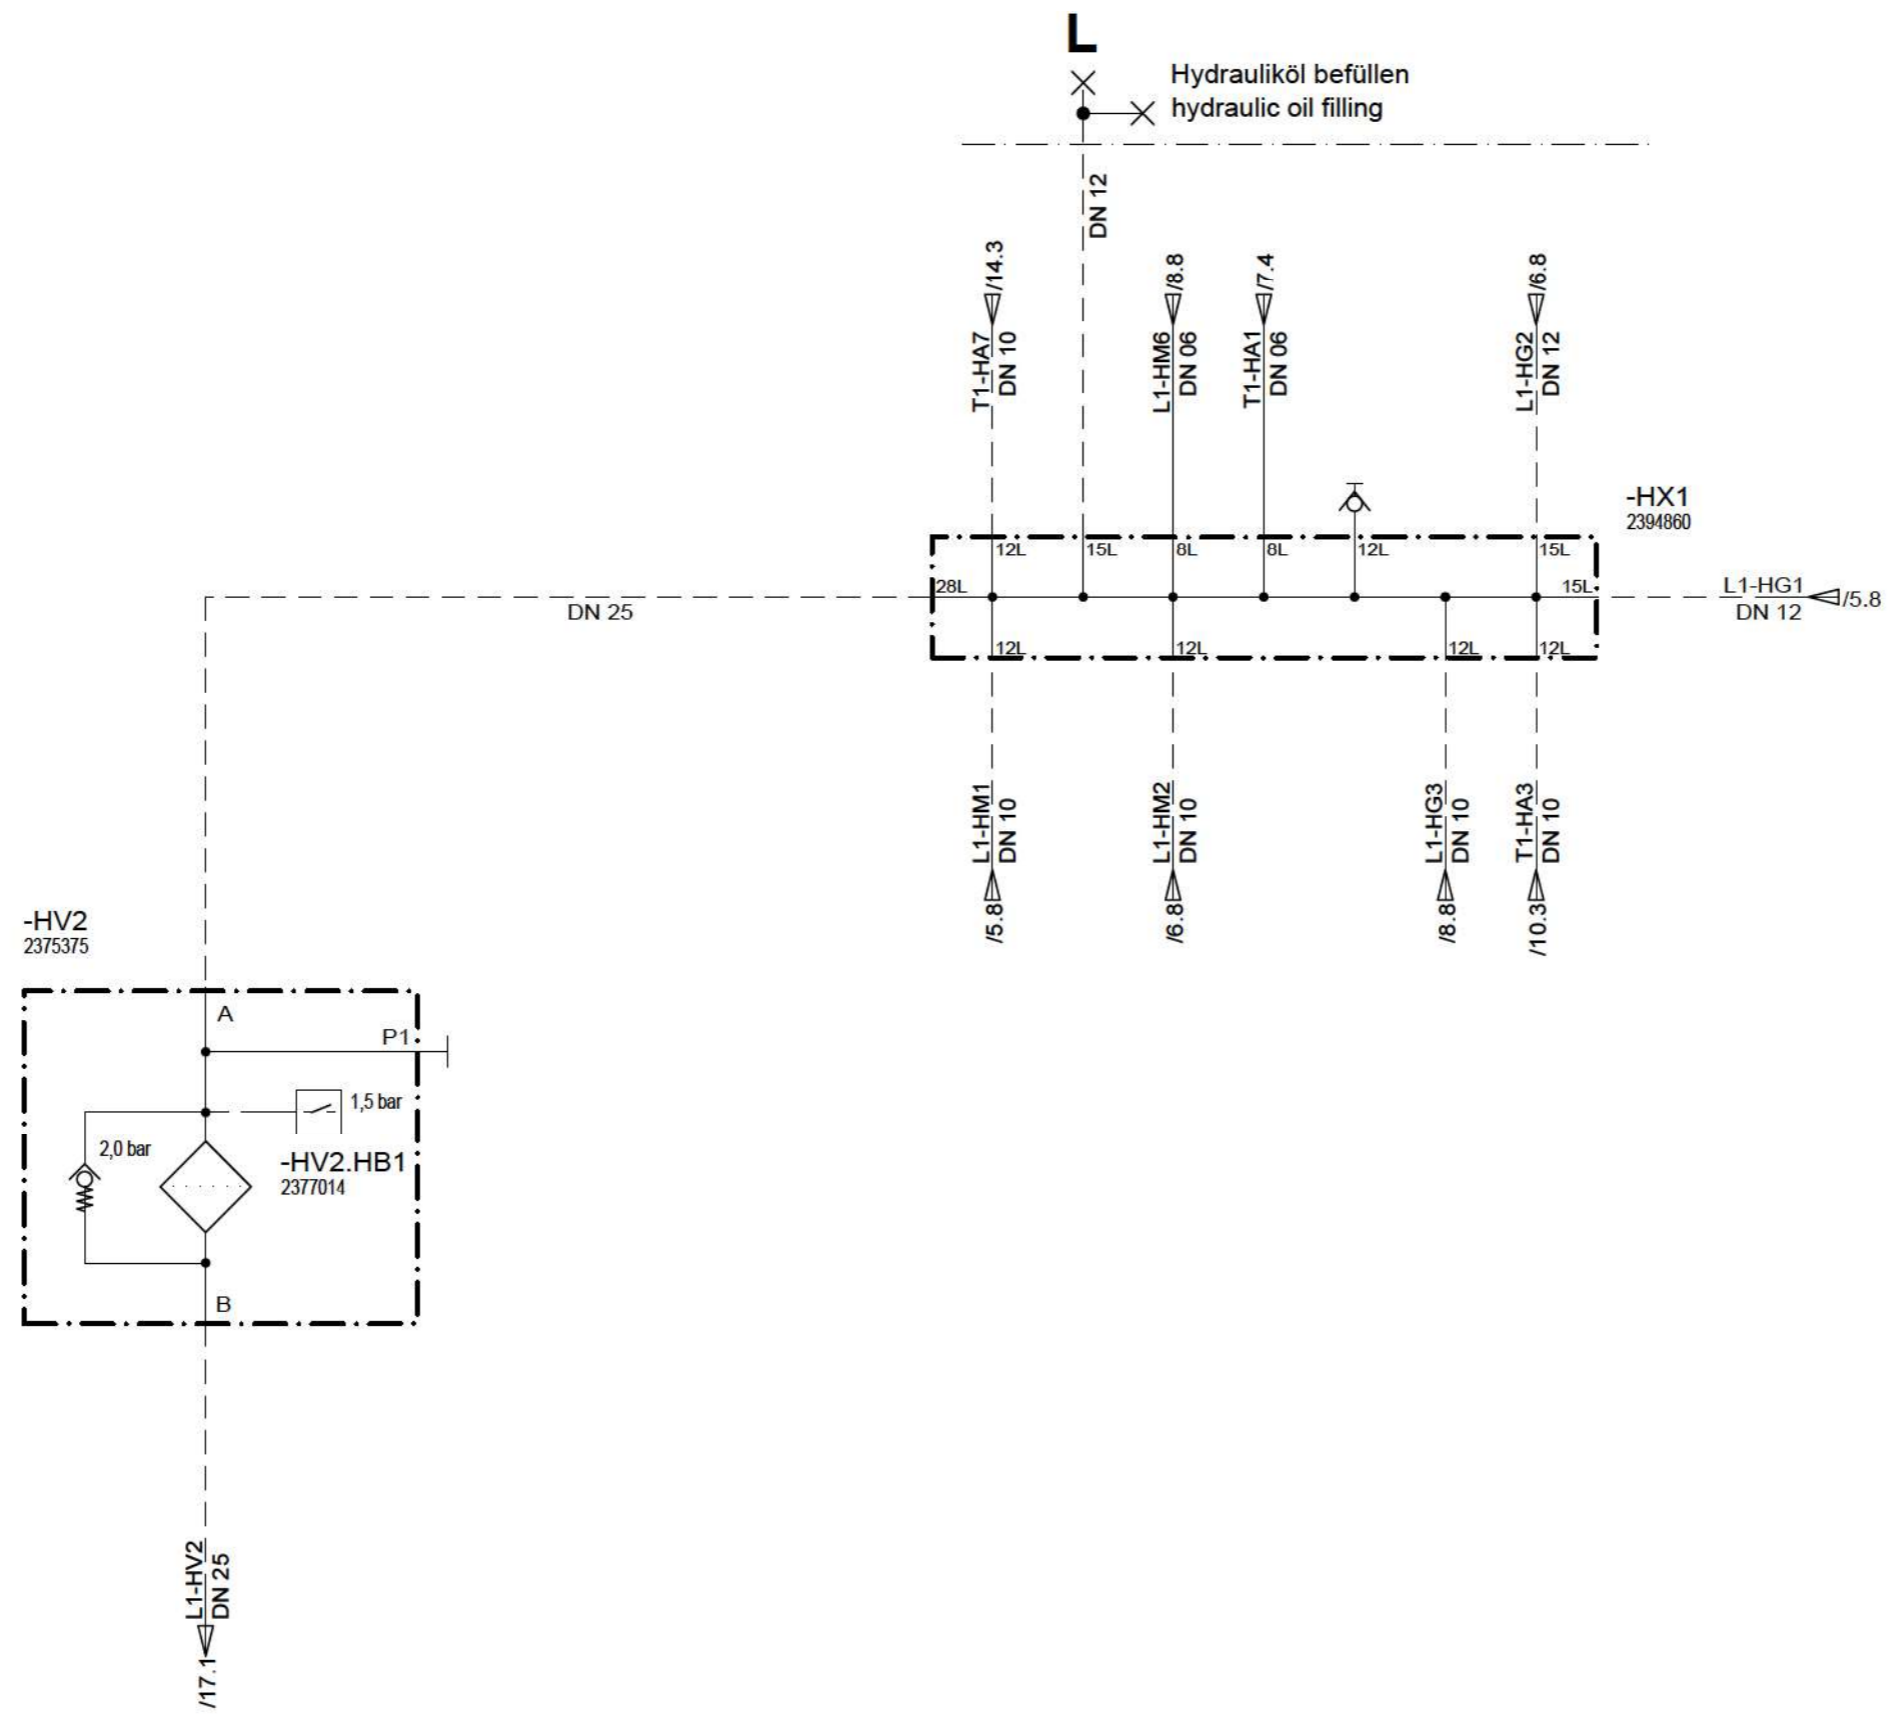 L
Hydrauliköl befüllen
hydraulic oil filling
DN 12
/14.3
T1-HA7
DN 10
/8.8
L1-HM6
DN 06
/7.4
T1-HA1
DN 06
/6.8
L1-HG2
DN 12
-HX1
2394860
12L
15L
8L
8L
12L
15L
28L
15L
L1-HG1
DN 12
/5.8
DN 25
12L
12L
12L
12L
L1-HM1
DN 10
/5.8
L1-HM2
DN 10
/6.8
L1-HG3
DN 10
/8.8
T1-HA3
DN 10
/10.3
-HV2
2375375
A
P1
1,5 bar
2,0 bar
-HV2.HB1
2377014
B
L1-HV2
DN 25
/17.1